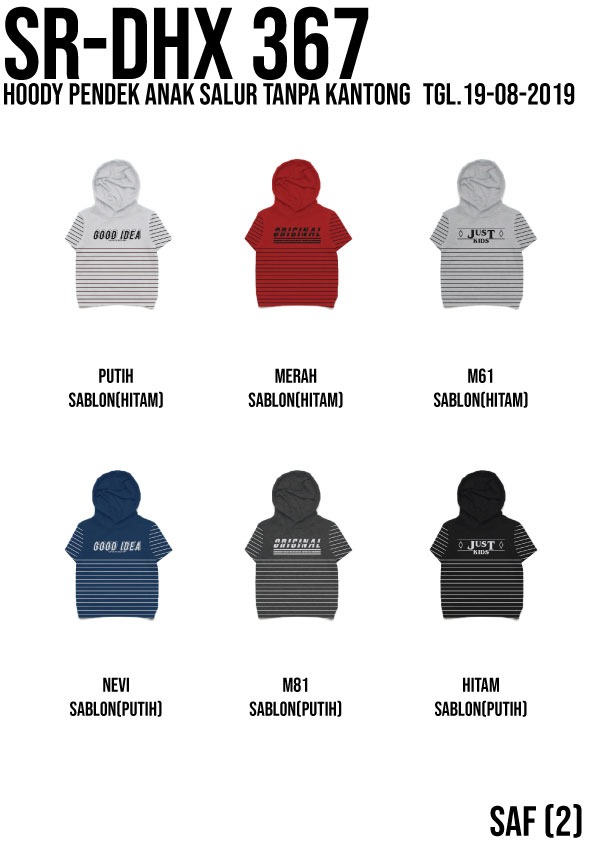 SR-DHX 367
HOODY PENDEK ANAK SALUR TANPA KANTONG TGL.19-08-2019
GOOD IDEA
ORIGINAL
JUST
KIDS
PUTIH
SABLON(HITAM)
MERAH
SABLON(HITAM)
M61
SABLON(HITAM)
GOOD IDEA
ORIGINAL
JUST
KIDS
NEVI
SABLON(PUTIH)
M81
SABLON(PUTIH)
HITAM
SABLON(PUTIH)
SAF (2)